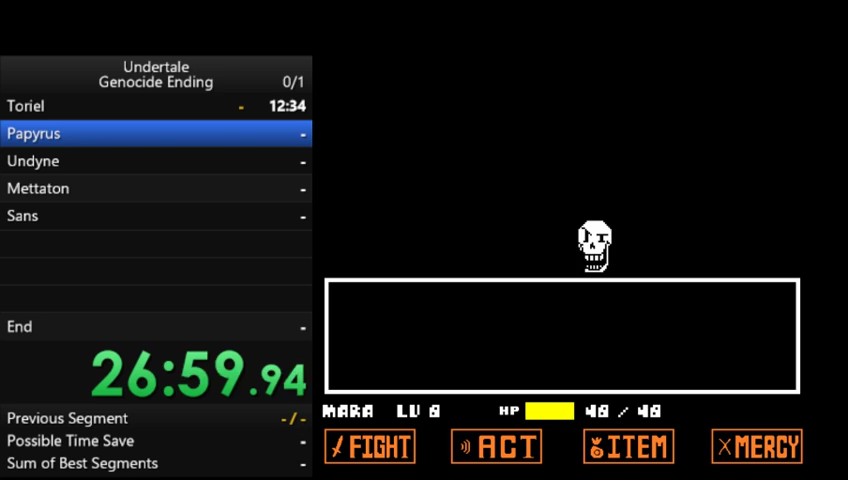 Undertale
Genocide Ending 0/1
Toriel - 12:34
Papyrus -
Undyne -
Mettaton -
Sans -
End -
26:59.94
Previous Segment -/-
Possible Time Save -
Sum of Best Segments -
MARA LV 8 HP 48 / 48
FIGHT ACT ITEM MERCY